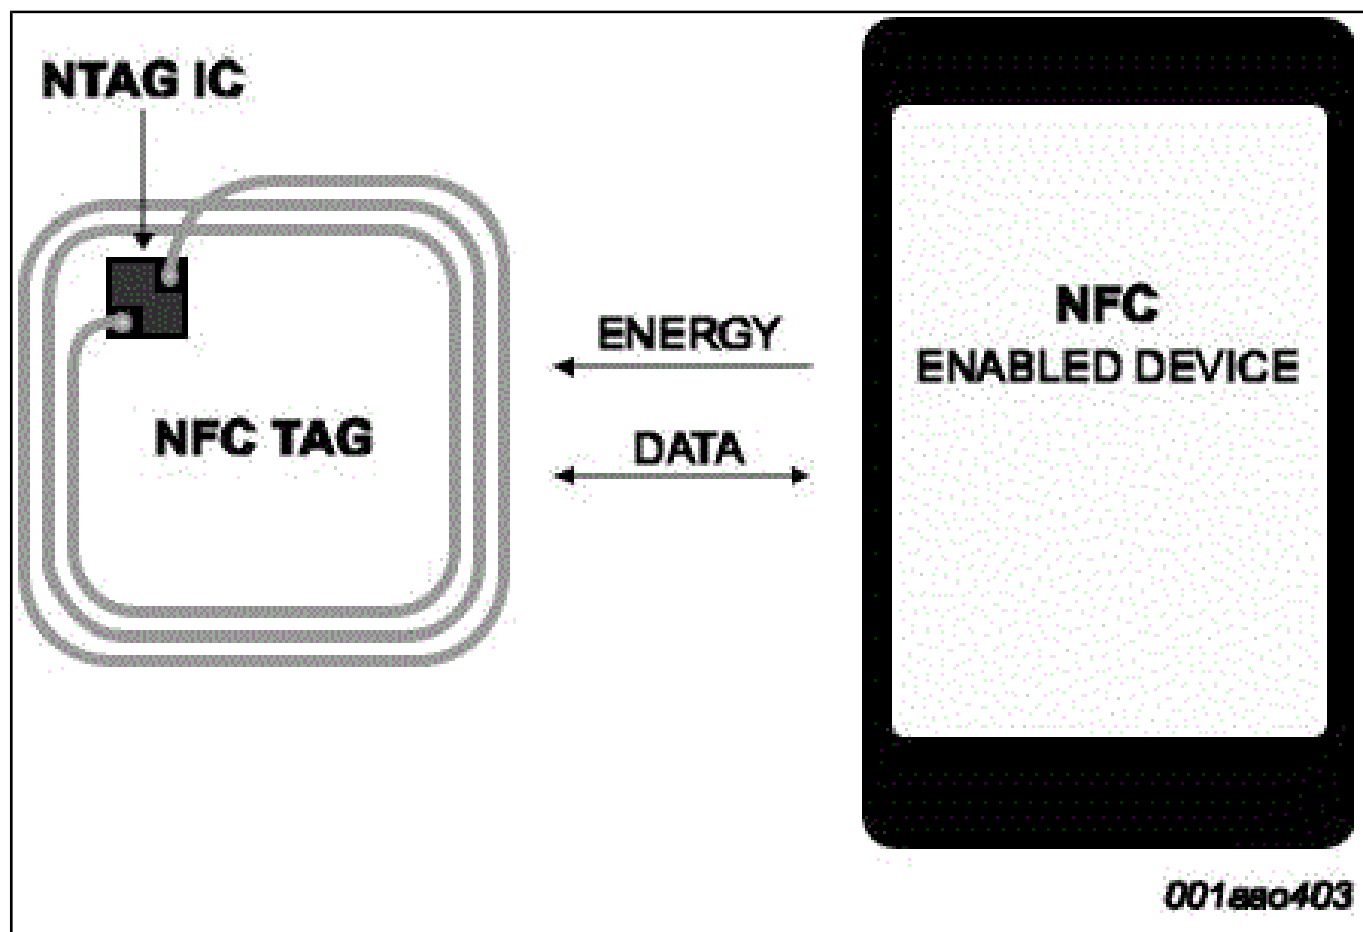 NTAG IC
NFC TAG
ENERGY
DATA
NFC
ENABLED DEVICE
001aao403